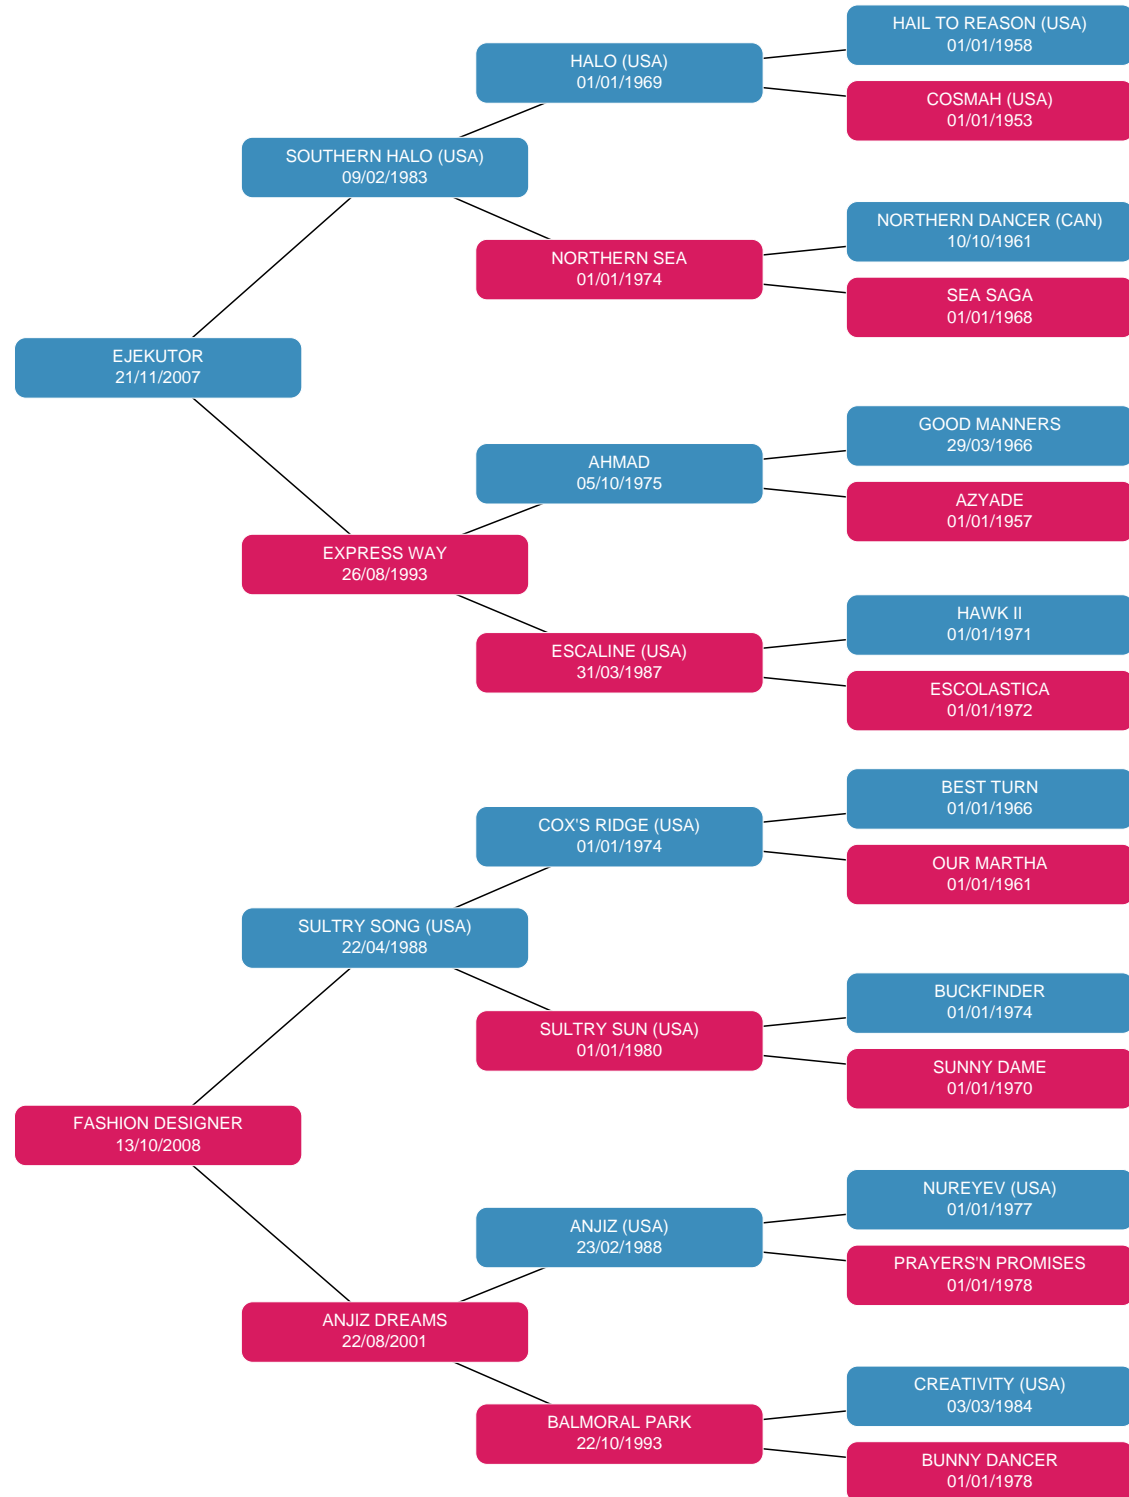 HAIL TO REASON (USA)
01/01/1958
HALO (USA)
01/01/1969
COSMAH (USA)
01/01/1953
SOUTHERN HALO (USA)
09/02/1983
NORTHERN DANCER (CAN)
10/10/1961
NORTHERN SEA
01/01/1974
SEA SAGA
01/01/1968
EJEKUTOR
21/11/2007
GOOD MANNERS
29/03/1966
AHMAD
05/10/1975
AZYADE
01/01/1957
EXPRESS WAY
26/08/1993
HAWK II
01/01/1971
ESCALINE (USA)
31/03/1987
ESCOLASTICA
01/01/1972
BEST TURN
01/01/1966
COX'S RIDGE (USA)
01/01/1974
OUR MARTHA
01/01/1961
SULTRY SONG (USA)
22/04/1988
BUCKFINDER
01/01/1974
SULTRY SUN (USA)
01/01/1980
SUNNY DAME
01/01/1970
FASHION DESIGNER
13/10/2008
NUREYEV (USA)
01/01/1977
ANJIZ (USA)
23/02/1988
PRAYERS'N PROMISES
01/01/1978
ANJIZ DREAMS
22/08/2001
CREATIVITY (USA)
03/03/1984
BALMORAL PARK
22/10/1993
BUNNY DANCER
01/01/1978